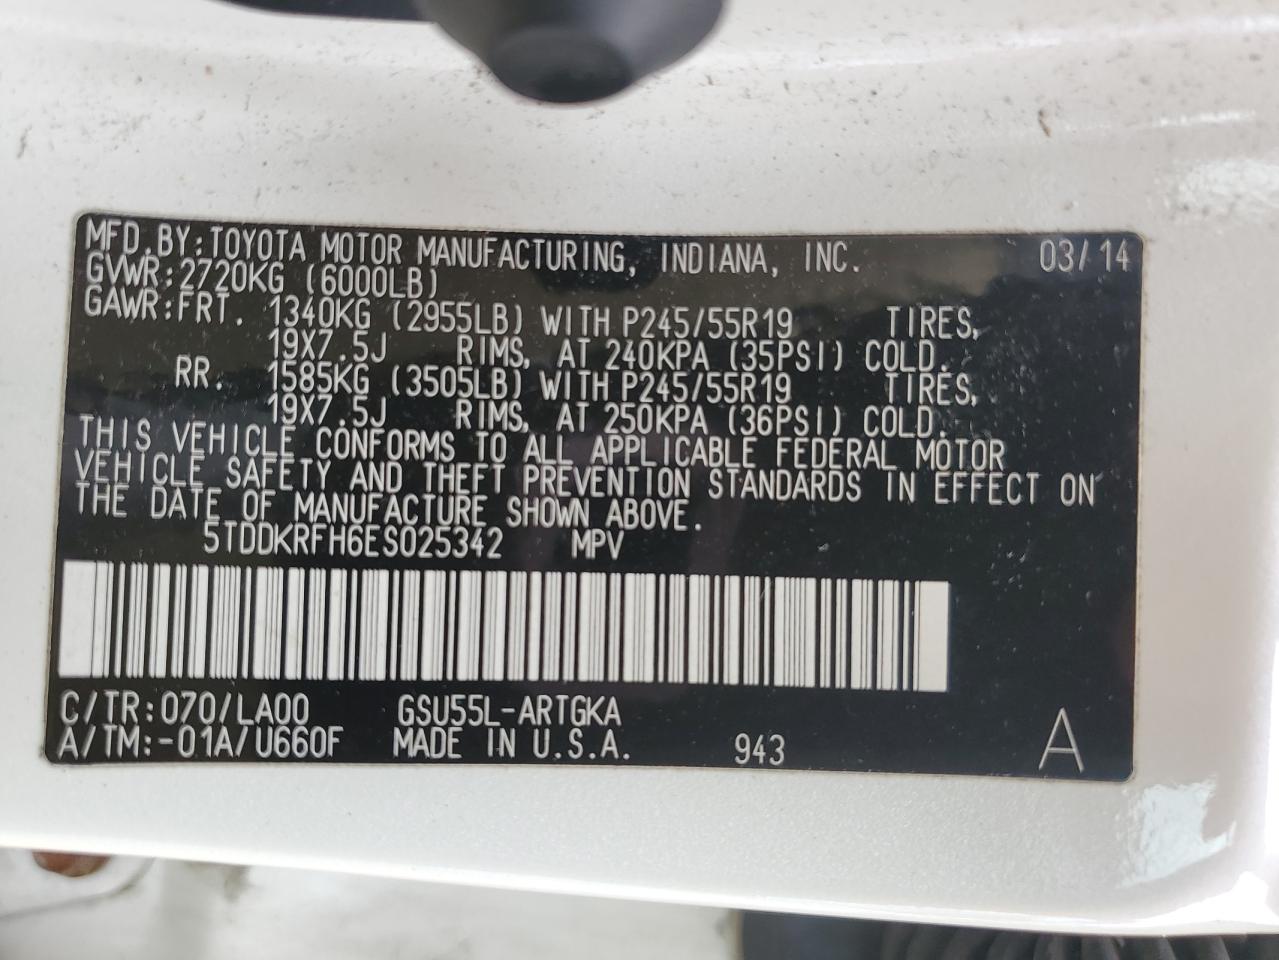 MFD.BY:TOYOTA MOTOR MANUFACTURING, INDIANA, INC. 03/14
GVWR:2720KG (6000LB)
GAWR:FRT. 1340KG (2955LB) WITH P245/55R19 TIRES,
19X7.5J RIMS, AT 240KPA (35PSI) COLD.
RR. 1585KG (3505LB) WITH P245/55R19 TIRES,
19X7.5J RIMS, AT 250KPA (36PSI) COLD.
THIS VEHICLE CONFORMS TO ALL APPLICABLE FEDERAL MOTOR
VEHICLE SAFETY AND THEFT PREVENTION STANDARDS IN EFFECT ON
THE DATE OF MANUFACTURE SHOWN ABOVE.
5TDDKRFH6ES025342 MPV
C/TR:070/LA00 GSU55L-ARTGKA
A/TM:-01A/U660F MADE IN U.S.A. 943 A